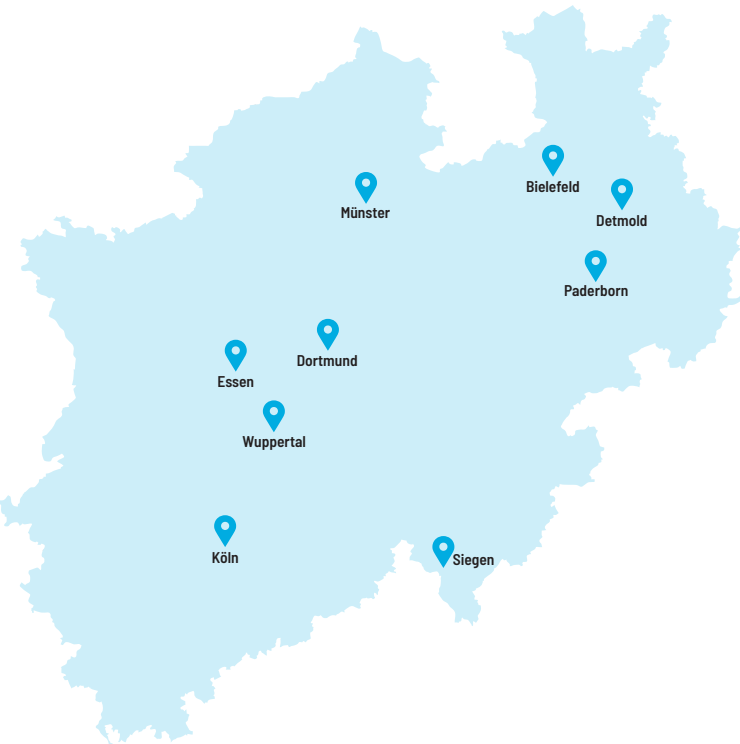 Bielefeld
Münster
Detmold
Paderborn
Dortmund
Essen
Wuppertal
Köln
Siegen